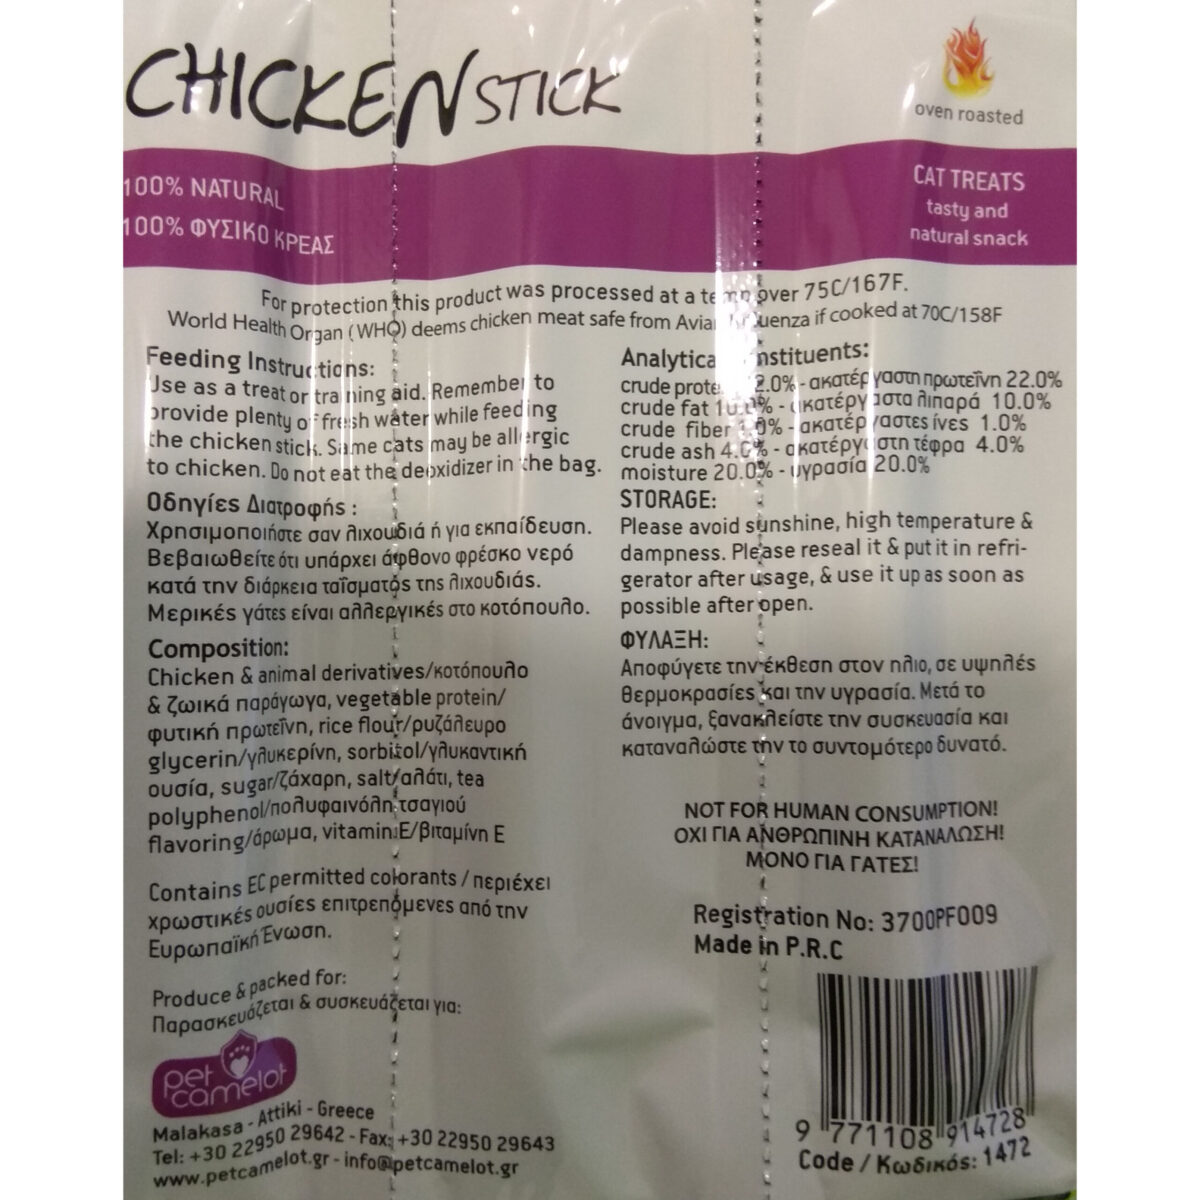 CHICKEN STICK
oven roasted
100% NATURAL
100% ΦΥΣΙΚΟ ΚΡΕΑΣ
CAT TREATS
tasty and
natural snack
For protection this product was processed at a temp over 75C/167F.
World Health Organ (WHO) deems chicken meat safe from Avian if cooked at 70C/158F
Feeding Instructions:
Use as a treat or training aid. Remember to
provide plenty of fresh water while feeding
the chicken stick. Same cats may be allergic
to chicken. Do not eat the deoxidizer in the bag.
Οδηγίες Διατροφής :
Χρησιμοποιήστε σαν λιχουδιά ή για εκπαίδευση.
Βεβαιωθείτε ότι υπάρχει άφθονο φρέσκο νερό
κατά την διάρκεια ταΐσματός της λιχουδιάς.
Μερικές γάτες είναι αλλεργικές στο κοτόπουλο.
Composition:
Chicken & animal derivatives/κοτόπουλο
& ζωικά παράγωγα, vegetable protein/
φυτική πρωτεΐνη, rice flour/ρυζάλευρο
glycerin/γλυκερίνη, sorbitol/γλυκαντική
ουσία, sugar/ζάχαρη, salt/αλάτι, tea
polyphenol/πολυφαινόλη τσαγιού
flavoring/άρωμα, vitamin E/βιταμίνη Ε
Contains EC permitted colorants / περιέχει
χρωστικές ουσίες επιτρεπόμενες από την
Ευρωπαϊκή Ένωση.
Produce & packed for:
Παρασκευάζεται & συσκευάζεται για:
pet
camelot
Malakasa - Attiki - Greece
Tel: +30 22950 29642 - Fax: +30 22950 29643
www.petcamelot.gr - info@petcamelot.gr
Analytical
crude - ακατέργαστη πρωτεΐνη 22.0%
crude fat 10.0% - ακατέργαστα λιπαρά 10.0%
crude fiber 1.0% - ακατέργαστες ίνες 1.0%
crude ash 4.0% - ακατέργαστη τέφρα 4.0%
moisture 20.0% - υγρασία 20.0%
STORAGE:
Please avoid sunshine, high temperature &
dampness. Please reseal it & put it in refri-
gerator after usage, & use it up as soon as
possible after open.
ΦΥΛΑΞΗ:
Αποφύγετε την έκθεση στον ηλιο, σε υψηλές
θερμοκρασίες και την υγρασία. Μετά το
άνοιγμα, ξανακλείστε την συσκευασία και
καταναλώστε την το συντομότερο δυνατό.
NOT FOR HUMAN CONSUMPTION!
ΟΧΙ ΓΙΑ ΑΝΘΡΩΠΙΝΗ ΚΑΤΑΝΑΛΩΣΗ!
ΜΟΝΟ ΓΙΑ ΓΑΤΕΣ!
Registration No: 3700PF009
Made in P.R.C
9 771108 914728
Code / Κωδικός: 1472